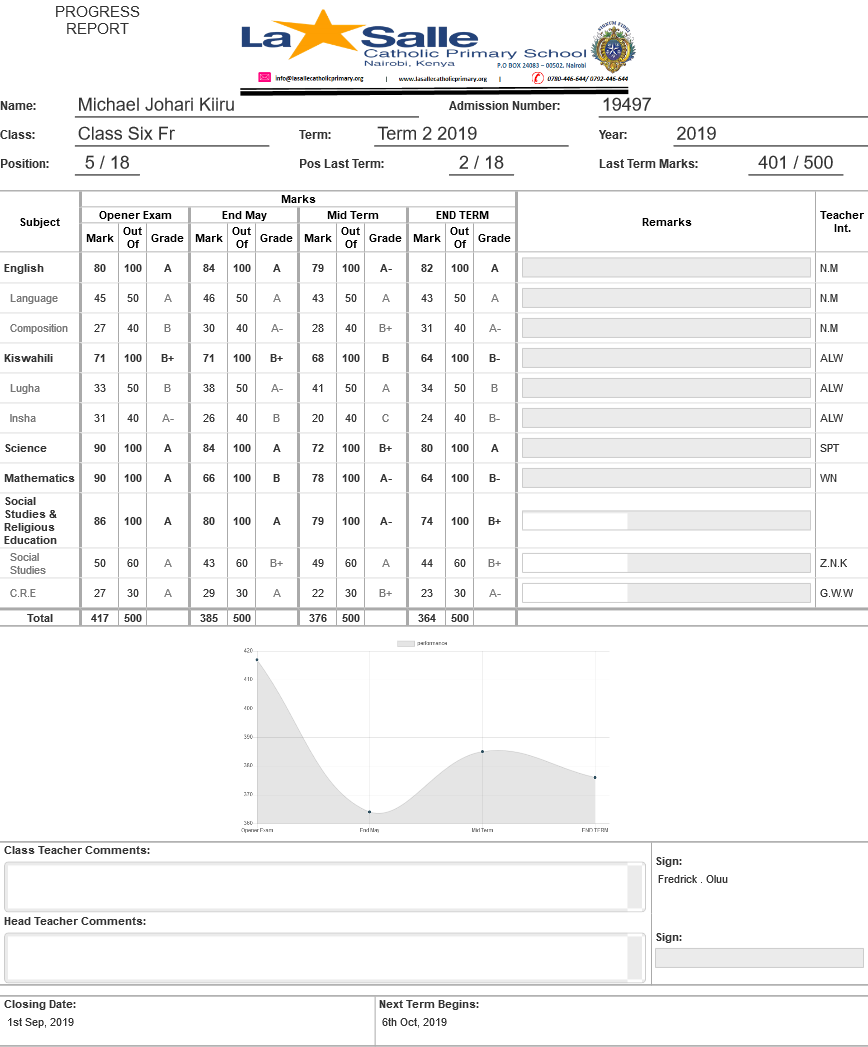 PROGRESS
REPORT
La Salle
Catholic Primary School
Nairobi, Kenya
P.O BOX 24083 – 00502, Nairobi
info@lasallecatholicprimary.org | www.lasallecatholicprimary.org | 0780-446-644/ 0792-446-644
Name: Michael Johari Kiiru Admission Number: 19497
Class: Class Six Fr Term: Term 2 2019 Year: 2019
Position: 5 / 18 Pos Last Term: 2 / 18 Last Term Marks: 401 / 500
Subject Marks Remarks Teacher Int.
Opener Exam End May Mid Term END TERM
Mark Out Of Grade Mark Out Of Grade Mark Out Of Grade Mark Out Of Grade
English 80 100 A 84 100 A 79 100 A- 82 100 A N.M
Language 45 50 A 46 50 A 43 50 A 43 50 A N.M
Composition 27 40 B 30 40 A- 28 40 B+ 31 40 A- N.M
Kiswahili 71 100 B+ 71 100 B+ 68 100 B 64 100 B- ALW
Lugha 33 50 B 38 50 A- 41 50 A 34 50 B ALW
Insha 31 40 A- 26 40 B 20 40 C 24 40 B- ALW
Science 90 100 A 84 100 A 72 100 B+ 80 100 A SPT
Mathematics 90 100 A 66 100 B 78 100 A- 64 100 B- WN
Social Studies & Religious Education 86 100 A 80 100 A 79 100 A- 74 100 B+
Social Studies 50 60 A 43 60 B+ 49 60 A 44 60 B+ Z.N.K
C.R.E 27 30 A 29 30 A 22 30 B+ 23 30 A- G.W.W
Total 417 500 385 500 376 500 364 500
performance
420
410
400
390
380
370
360
Opener Exam End May Mid Term END TERM
Class Teacher Comments:
Sign:
Fredrick . Oluu
Head Teacher Comments:
Sign:
Closing Date: Next Term Begins:
1st Sep, 2019 6th Oct, 2019